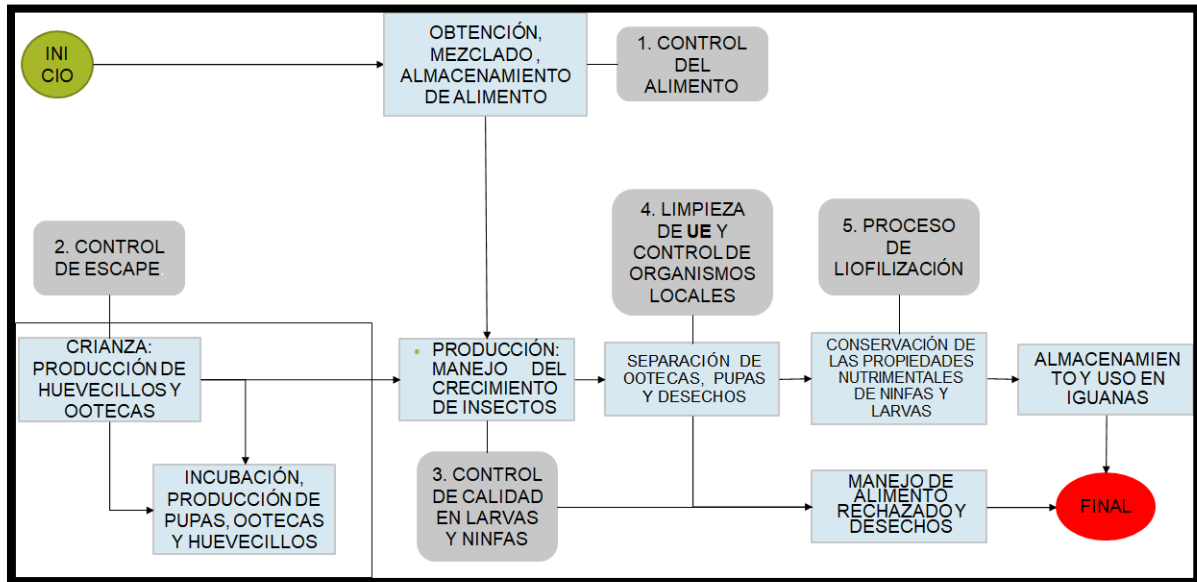 INI
CIO
OBTENCIÓN,
MEZCLADO ,
ALMACENAMIENTO
DE ALIMENTO
1. CONTROL
DEL
ALIMENTO
2. CONTROL
DE ESCAPE.
4. LIMPIEZA
DE UE Y
CONTROL DE
ORGANISMOS
LOCALES
5. PROCESO
DE
LIOFILIZACIÓN
CRIANZA:
PRODUCCIÓN DE
HUEVECILLOS Y
OOTECAS
• PRODUCCIÓN:
MANEJO DEL
CRECIMIENTO
DE INSECTOS
SEPARACIÓN DE
OOTECAS, PUPAS
Y DESECHOS
CONSERVACIÓN DE
LAS PROPIEDADES
NUTRIMENTALES
DE NINFAS Y
LARVAS
ALMACENAMIEN
TO Y USO EN
IGUANAS
INCUBACIÓN,
PRODUCCIÓN DE
PUPAS, OOTECAS
Y HUEVECILLOS
3. CONTROL
DE CALIDAD
EN LARVAS
Y NINFAS
MANEJO DE
ALIMENTO
RECHAZADO Y
DESECHOS
FINAL